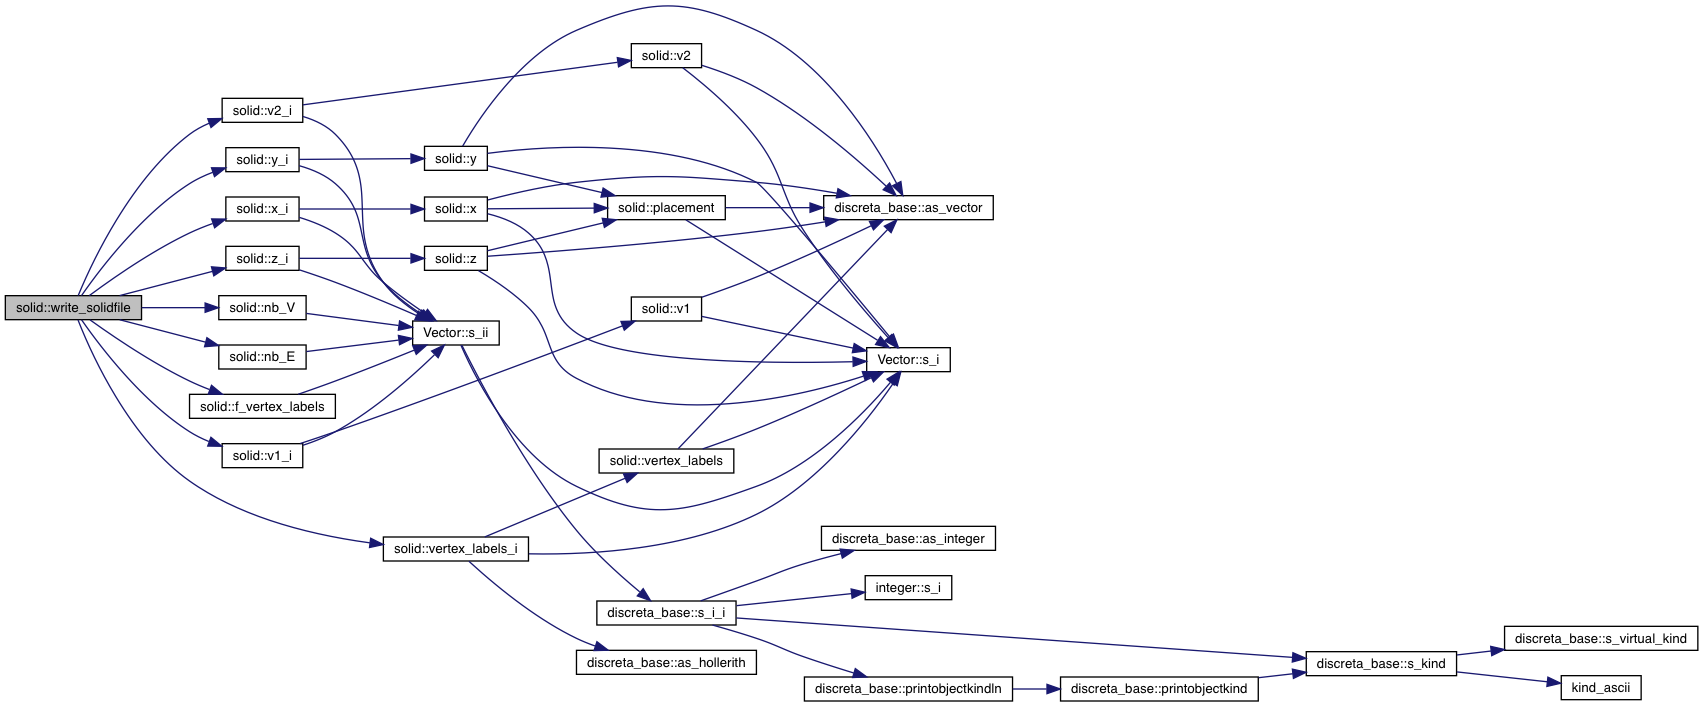 solid::write_solidfile
solid::v2_i
solid::y_i
solid::x_i
solid::z_i
solid::nb_V
solid::nb_E
solid::f_vertex_labels
solid::v1_i
solid::vertex_labels_i
solid::y
solid::x
solid::z
Vector::s_ii
solid::v2
solid::placement
solid::v1
solid::vertex_labels
discreta_base::s_i_i
discreta_base::as_hollerith
discreta_base::as_vector
Vector::s_i
discreta_base::as_integer
integer::s_i
discreta_base::printobjectkindln
discreta_base::printobjectkind
discreta_base::s_kind
discreta_base::s_virtual_kind
kind_ascii